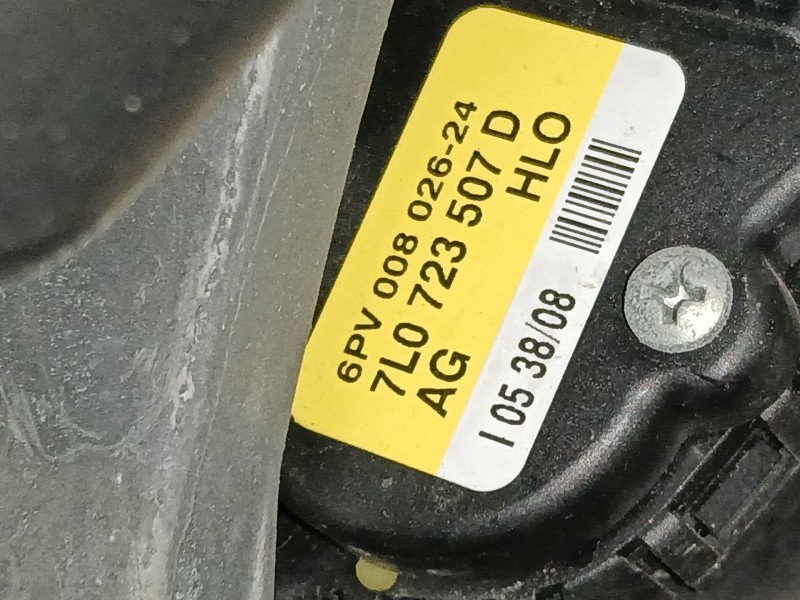 6PV 008 026-24
7L0 723 507 D
AG HLO
I 05 38/08